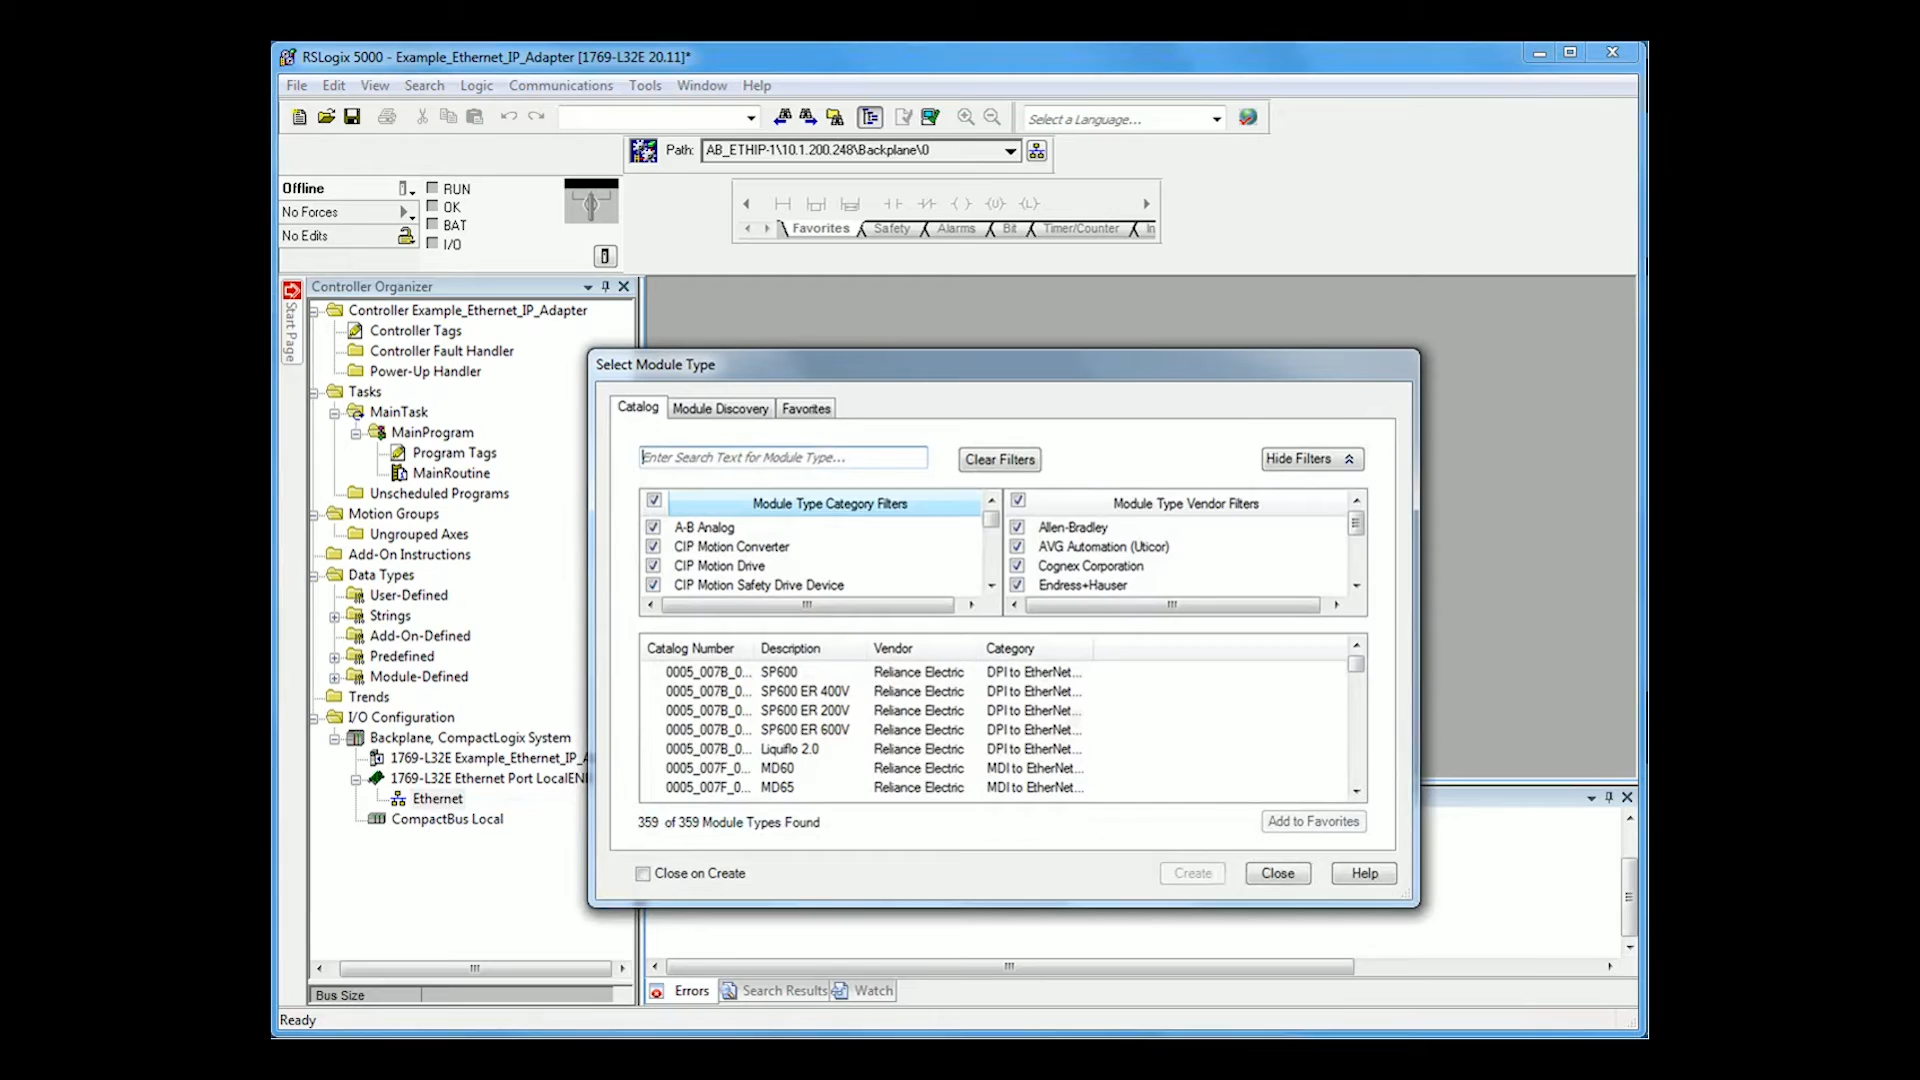 RSLogix 5000 - Example_Ethernet_IP_Adapter [1769-L32E 20.11]*
File Edit View Search Logic Communications Tools Window Help
Select a Language...
Path: AB_ETHIP-1\10.1.200.248\Backplane\0
Offline
RUN
No Forces
OK
BAT
No Edits
I/O
Favorites Safety Alarms Bit Timer/Counter In
Start Page
Controller Organizer
Controller Example_Ethernet_IP_Adapter
Controller Tags
Controller Fault Handler
Power-Up Handler
Tasks
MainTask
MainProgram
Program Tags
MainRoutine
Unscheduled Programs
Motion Groups
Ungrouped Axes
Add-On Instructions
Data Types
User-Defined
Strings
Add-On-Defined
Predefined
Module-Defined
Trends
I/O Configuration
Backplane, CompactLogix System
1769-L32E Example_Ethernet_IP_A
1769-L32E Ethernet Port LocalEN
Ethernet
CompactBus Local
Bus Size
Ready
Select Module Type
Catalog Module Discovery Favorites
Enter Search Text for Module Type...
Clear Filters
Hide Filters
Module Type Category Filters
A-B Analog
CIP Motion Converter
CIP Motion Drive
CIP Motion Safety Drive Device
Module Type Vendor Filters
Allen-Bradley
AVG Automation (Uticor)
Cognex Corporation
Endress+Hauser
Catalog Number Description Vendor Category
0005_007B_0... SP600 Reliance Electric DPI to EtherNet...
0005_007B_0... SP600 ER 400V Reliance Electric DPI to EtherNet...
0005_007B_0... SP600 ER 200V Reliance Electric DPI to EtherNet...
0005_007B_0... SP600 ER 600V Reliance Electric DPI to EtherNet...
0005_007B_0... Liquiflo 2.0 Reliance Electric DPI to EtherNet...
0005_007F_0... MD60 Reliance Electric MDI to EtherNet...
0005_007F_0... MD65 Reliance Electric MDI to EtherNet...
359 of 359 Module Types Found
Add to Favorites
Close on Create
Create
Close
Help
Errors Search Results Watch